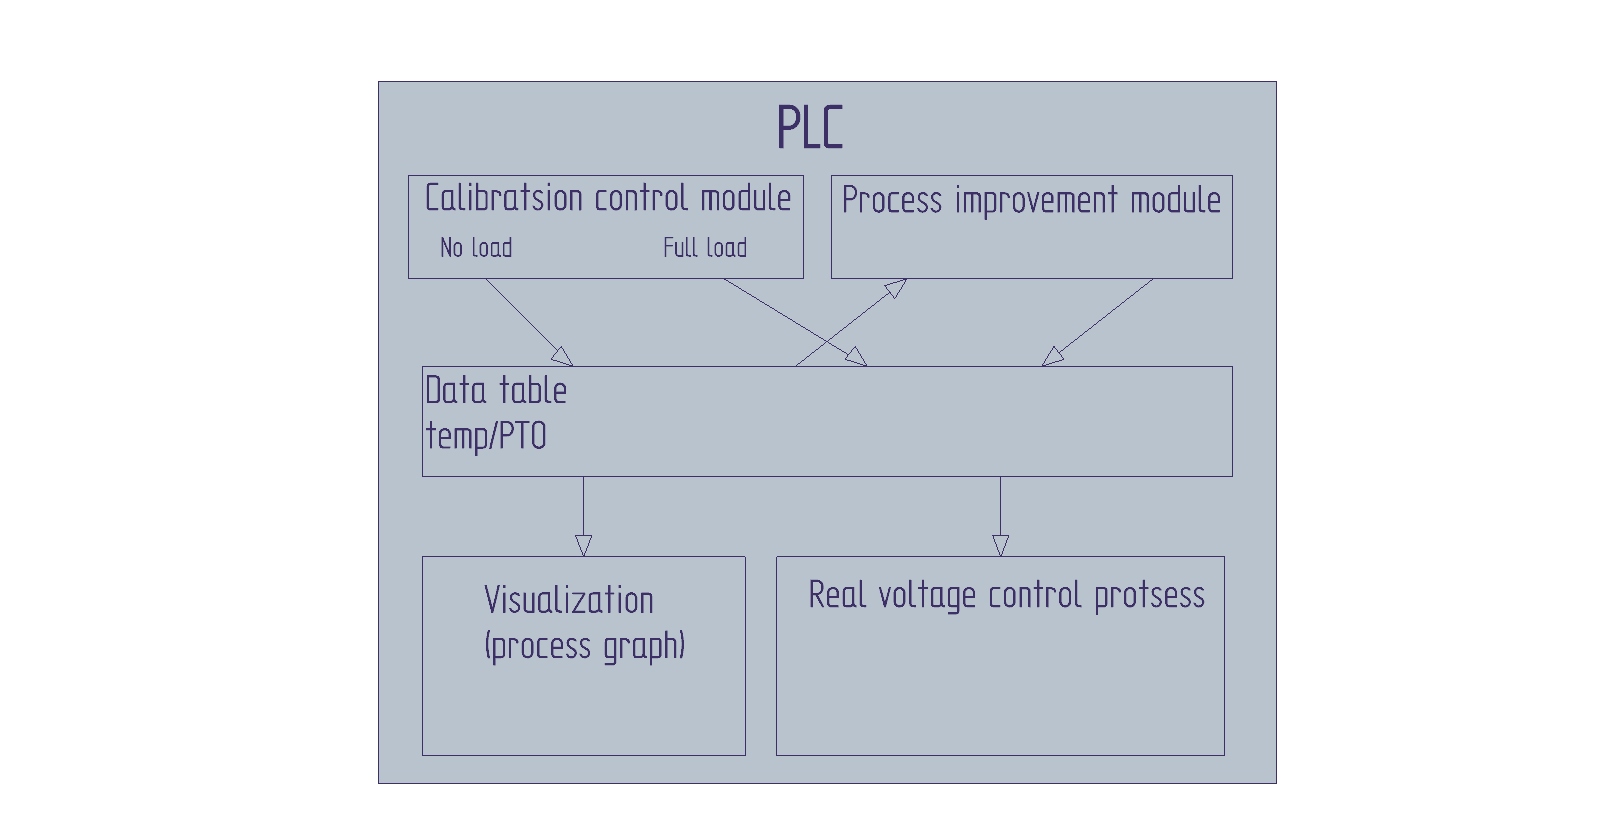 PLC
Calibratsion control module
No load
Full load
Process improvement module
Data table
temp/PTO
Visualization
(process graph)
Real voltage control protsess